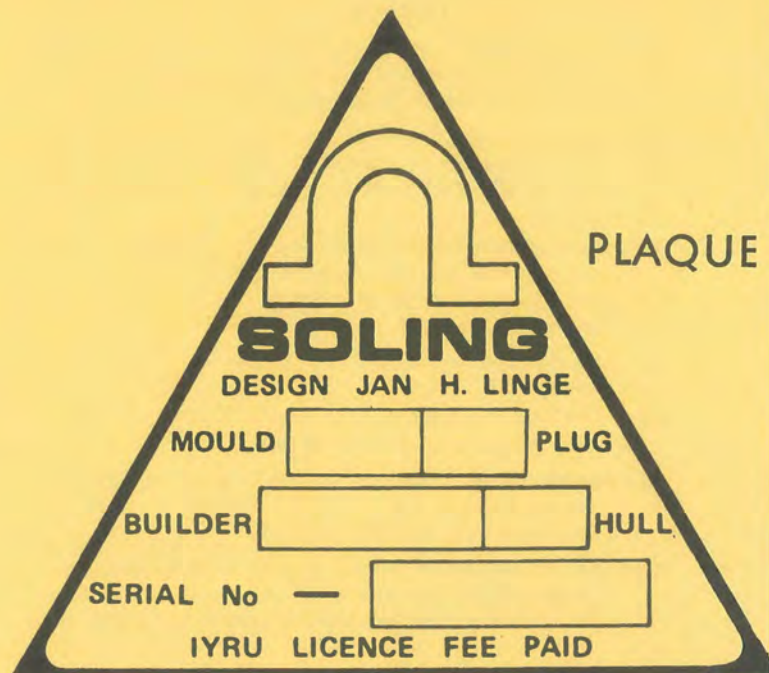 PLAQUE
SOLING
DESIGN JAN H. LINGE
MOULD PLUG
BUILDER HULL
SERIAL No —
IYRU LICENCE FEE PAID